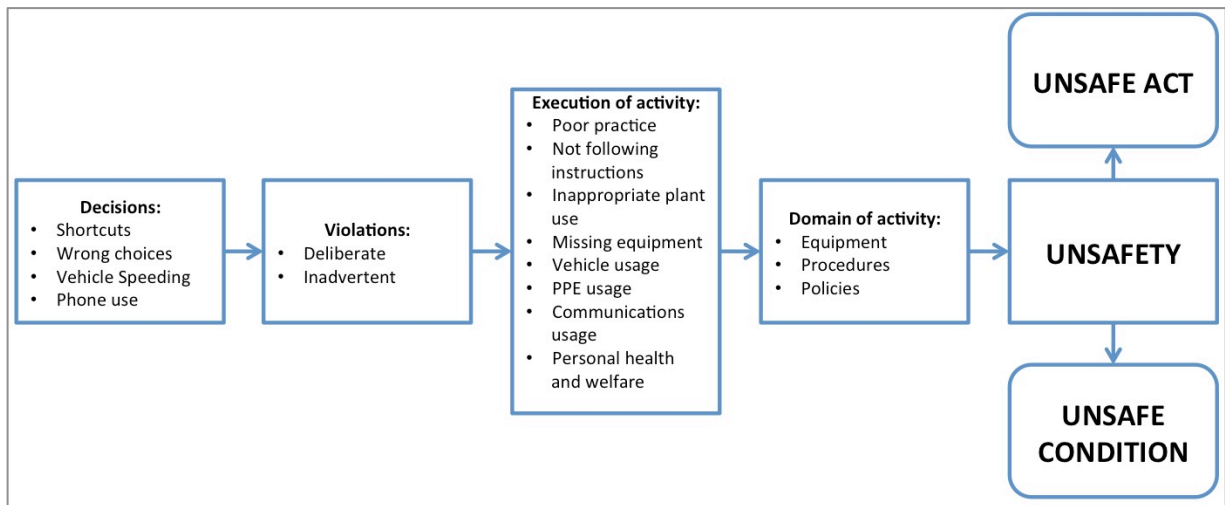 Decisions:
• Shortcuts
• Wrong choices
• Vehicle Speeding
• Phone use
Violations:
• Deliberate
• Inadvertent
Execution of activity:
• Poor practice
• Not following
instructions
• Inappropriate plant
use
• Missing equipment
• Vehicle usage
• PPE usage
• Communications
usage
• Personal health
and welfare
Domain of activity:
• Equipment
• Procedures
• Policies
UNSAFE ACT
UNSAFETY
UNSAFE
CONDITION